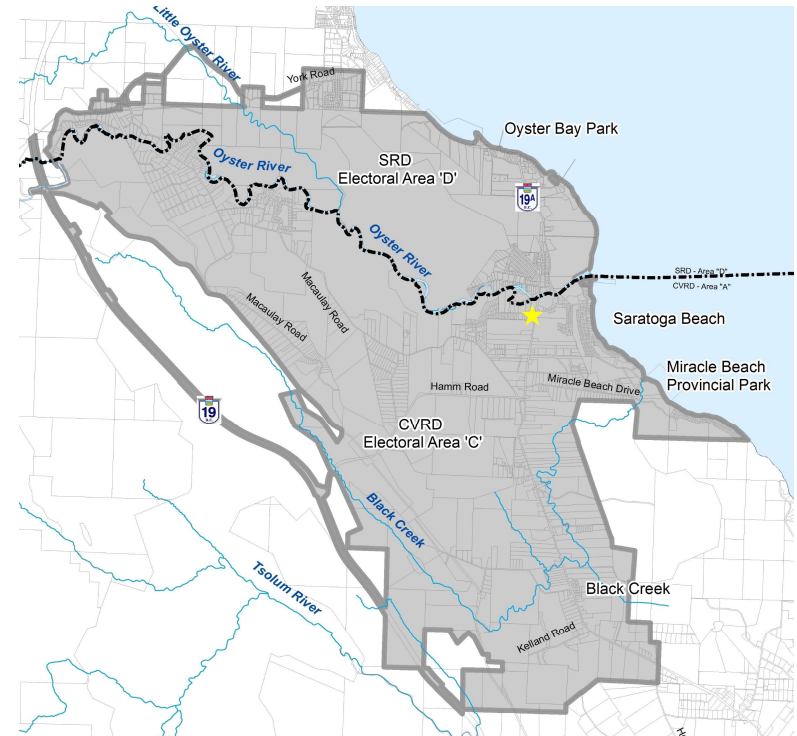 Little Oyster River
York Road
Oyster Bay Park
SRD
Electoral Area 'D'
Oyster River
19A
B.C.
Oyster River
SRD - Area "D"
CVRD - Area "A"
Macaulay Road
Macaulay Road
Saratoga Beach
Miracle Beach
Provincial Park
Miracle Beach Drive
Hamm Road
19
B.C.
CVRD
Electoral Area 'C'
Black Creek
Tsolum River
Black Creek
Kelland Road